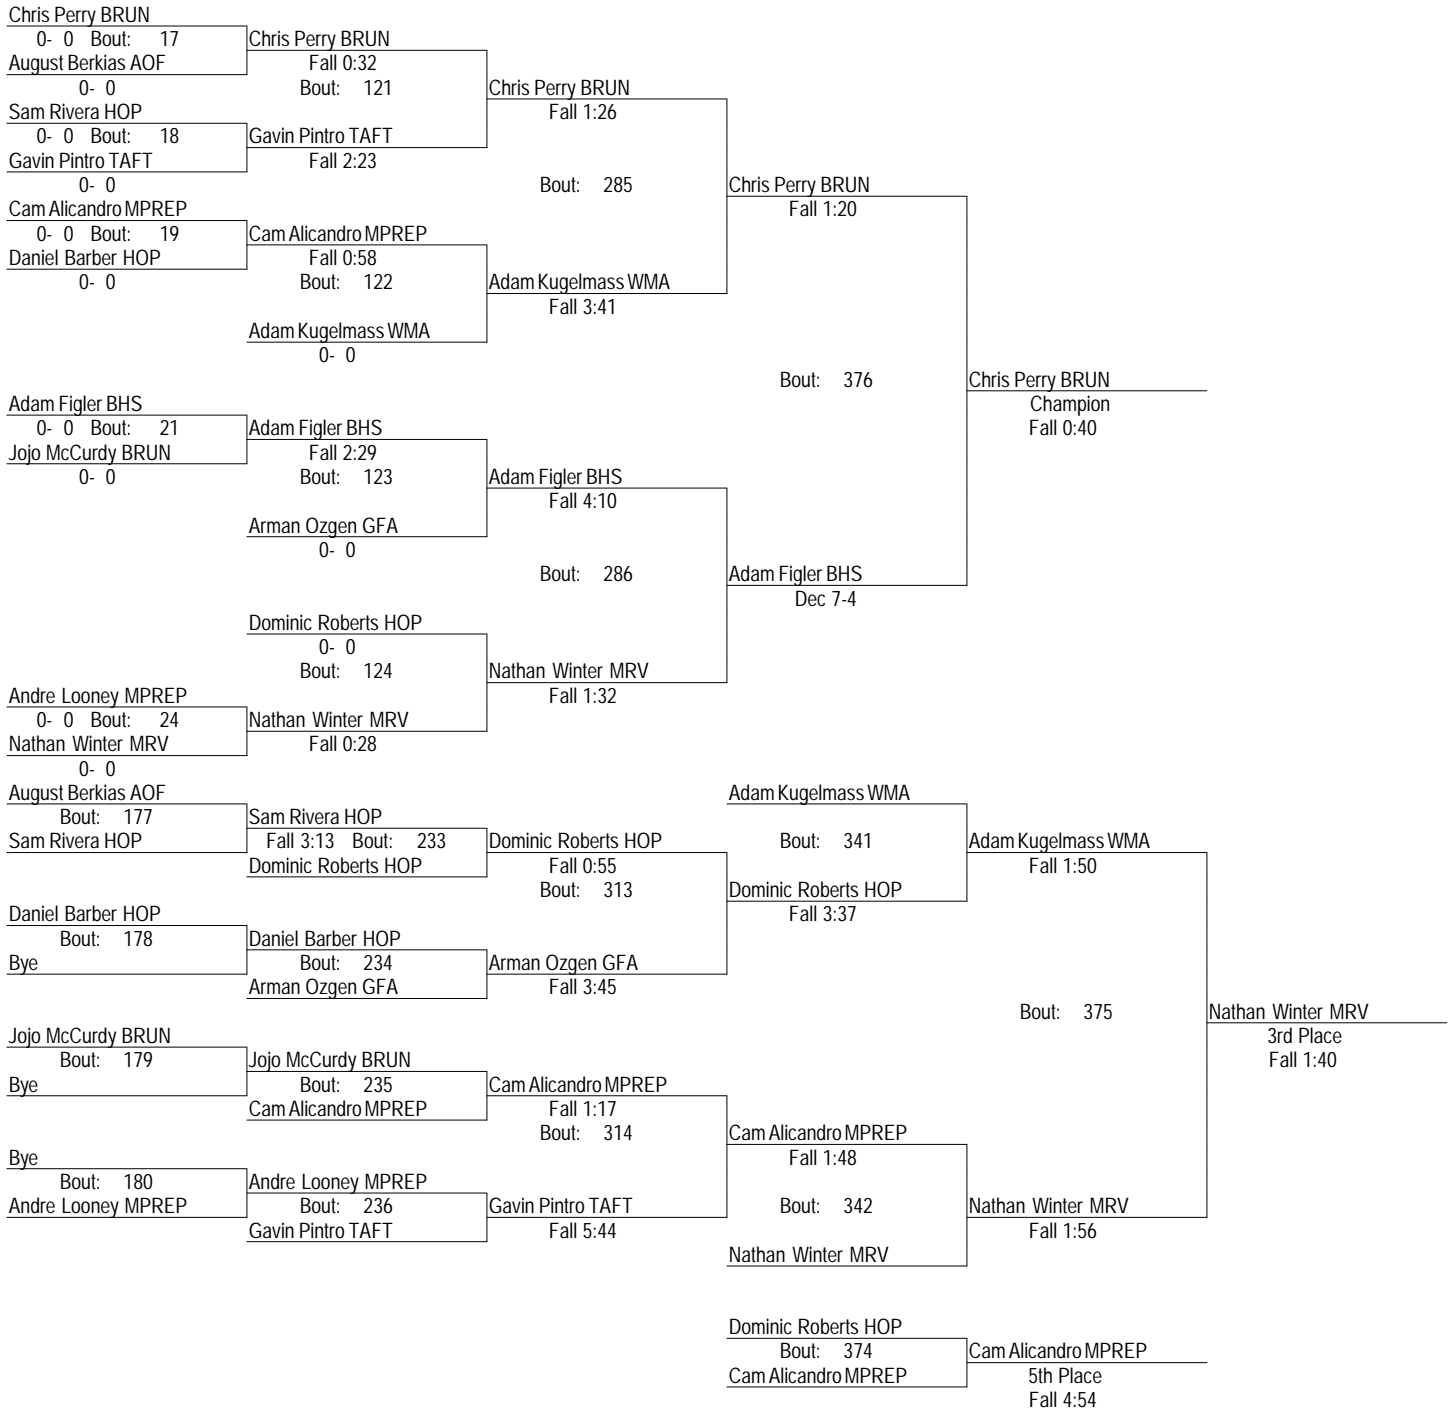 Chris Perry BRUN
0- 0 Bout: 17
August Berkias AOF
0- 0
Sam Rivera HOP
0- 0 Bout: 18
Gavin Pintro TAFT
0- 0
Cam Alicandro MPREP
0- 0 Bout: 19
Daniel Barber HOP
0- 0
Adam Figler BHS
0- 0 Bout: 21
Jojo McCurdy BRUN
0- 0
Andre Looney MPREP
0- 0 Bout: 24
Nathan Winter MRV
0- 0
Chris Perry BRUN
Fall 0:32
Bout: 121
Gavin Pintro TAFT
Fall 2:23
Cam Alicandro MPREP
Fall 0:58
Bout: 122
Adam Kugelmass WMA
0- 0
Adam Figler BHS
Fall 2:29
Bout: 123
Arman Ozgen GFA
0- 0
Dominic Roberts HOP
0- 0
Bout: 124
Nathan Winter MRV
Fall 0:28
Chris Perry BRUN
Fall 1:26
Bout: 285
Adam Kugelmass WMA
Fall 3:41
Adam Figler BHS
Fall 4:10
Bout: 286
Nathan Winter MRV
Fall 1:32
Chris Perry BRUN
Fall 1:20
Bout: 376
Adam Figler BHS
Dec 7-4
Chris Perry BRUN
Champion
Fall 0:40
August Berkias AOF
Bout: 177
Sam Rivera HOP
Daniel Barber HOP
Bout: 178
Bye
Jojo McCurdy BRUN
Bout: 179
Bye
Bye
Bout: 180
Andre Looney MPREP
Sam Rivera HOP
Fall 3:13 Bout: 233
Dominic Roberts HOP
Daniel Barber HOP
Bout: 234
Arman Ozgen GFA
Jojo McCurdy BRUN
Bout: 235
Cam Alicandro MPREP
Andre Looney MPREP
Bout: 236
Gavin Pintro TAFT
Dominic Roberts HOP
Fall 0:55
Bout: 313
Arman Ozgen GFA
Fall 3:45
Cam Alicandro MPREP
Fall 1:17
Bout: 314
Gavin Pintro TAFT
Fall 5:44
Adam Kugelmass WMA
Bout: 341
Dominic Roberts HOP
Fall 3:37
Cam Alicandro MPREP
Fall 1:48
Bout: 342
Nathan Winter MRV
Adam Kugelmass WMA
Fall 1:50
Bout: 375
Nathan Winter MRV
Fall 1:56
Nathan Winter MRV
3rd Place
Fall 1:40
Dominic Roberts HOP
Bout: 374
Cam Alicandro MPREP
Cam Alicandro MPREP
5th Place
Fall 4:54